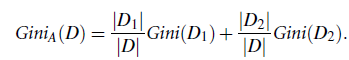 Gini_A(D) = |D_1|/|D| Gini(D_1) + |D_2|/|D| Gini(D_2).